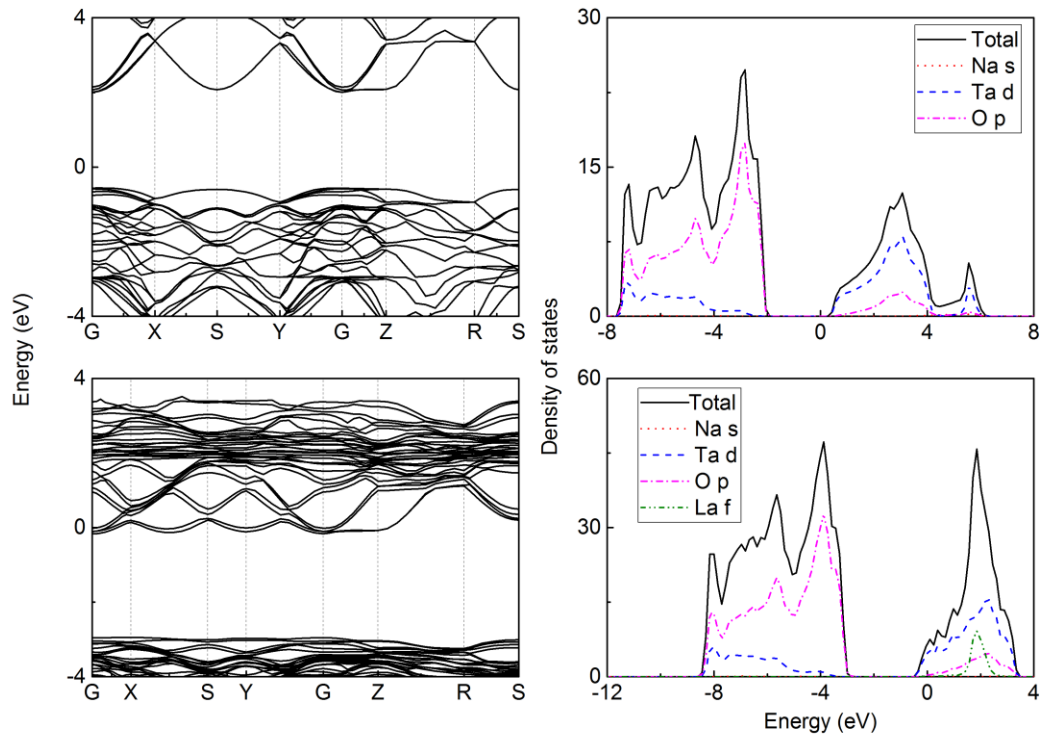 Energy (eV)
4
0
-4
G X S Y G Z R S
Density of states
30
15
0
-8 -4 0 4 8
Total
Na s
Ta d
O p
4
0
-4
G X S Y G Z R S
60
30
0
-12 -8 -4 0 4
Total
Na s
Ta d
O p
La f
Energy (eV)